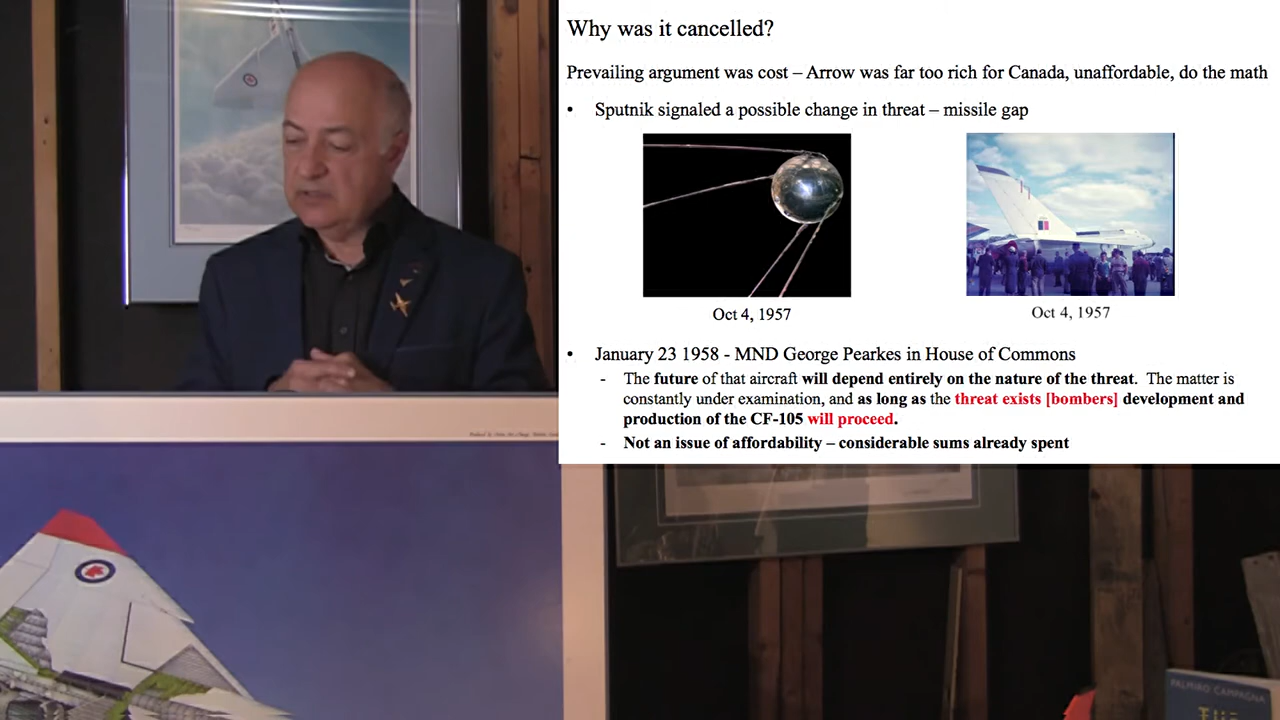 Why was it cancelled?
Prevailing argument was cost – Arrow was far too rich for Canada, unaffordable, do the math
• Sputnik signaled a possible change in threat – missile gap
Oct 4, 1957
Oct 4, 1957
• January 23 1958 - MND George Pearkes in House of Commons
- The future of that aircraft will depend entirely on the nature of the threat. The matter is
constantly under examination, and as long as the threat exists [bombers] development and
production of the CF-105 will proceed.
- Not an issue of affordability – considerable sums already spent
PALMIRO CAMPAGNA
THE